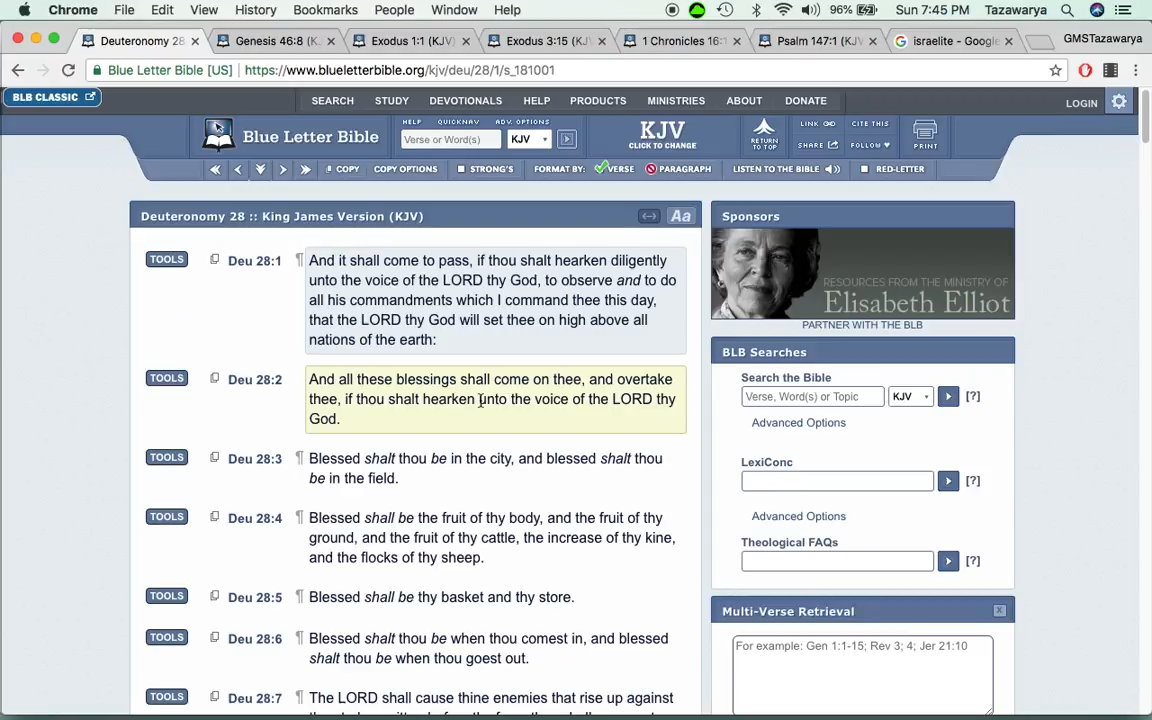 Chrome File Edit View History Bookmarks People Window Help 96% Sun 7:45 PM Tazawarya
Deuteronomy 28 Genesis 46:8 (KJV) Exodus 1:1 (KJV) Exodus 3:15 (KJV) 1 Chronicles 16: Psalm 147:1 (KJV) israelite - Google GMSTazawarya
Blue Letter Bible [US] https://www.blueletterbible.org/kjv/deu/28/1/s_181001
BLB CLASSIC
SEARCH STUDY DEVOTIONALS HELP PRODUCTS MINISTRIES ABOUT DONATE LOGIN
HELP QUICKNAV ADV. OPTIONS
Blue Letter Bible Verse or Word(s) KJV
KJV
CLICK TO CHANGE
RETURN
TO TOP
LINK CITE THIS
SHARE FOLLOW
PRINT
COPY COPY OPTIONS STRONG'S FORMAT BY: VERSE PARAGRAPH LISTEN TO THE BIBLE RED-LETTER
Deuteronomy 28 :: King James Version (KJV) Aa
TOOLS Deu 28:1 ¶ And it shall come to pass, if thou shalt hearken diligently
unto the voice of the LORD thy God, to observe and to do
all his commandments which I command thee this day,
that the LORD thy God will set thee on high above all
nations of the earth:
TOOLS Deu 28:2 And all these blessings shall come on thee, and overtake
thee, if thou shalt hearken unto the voice of the LORD thy
God.
TOOLS Deu 28:3 ¶ Blessed shalt thou be in the city, and blessed shalt thou
be in the field.
TOOLS Deu 28:4 ¶ Blessed shall be the fruit of thy body, and the fruit of thy
ground, and the fruit of thy cattle, the increase of thy kine,
and the flocks of thy sheep.
TOOLS Deu 28:5 ¶ Blessed shall be thy basket and thy store.
TOOLS Deu 28:6 ¶ Blessed shalt thou be when thou comest in, and blessed
shalt thou be when thou goest out.
TOOLS Deu 28:7 ¶ The LORD shall cause thine enemies that rise up against
Sponsors
RESOURCES FROM THE MINISTRY OF
Elisabeth Elliot
PARTNER WITH THE BLB
BLB Searches
Search the Bible
Verse, Word(s) or Topic KJV [?]
Advanced Options
LexiConc
[?]
Advanced Options
Theological FAQs
[?]
Multi-Verse Retrieval x
For example: Gen 1:1-15; Rev 3; 4; Jer 21:10